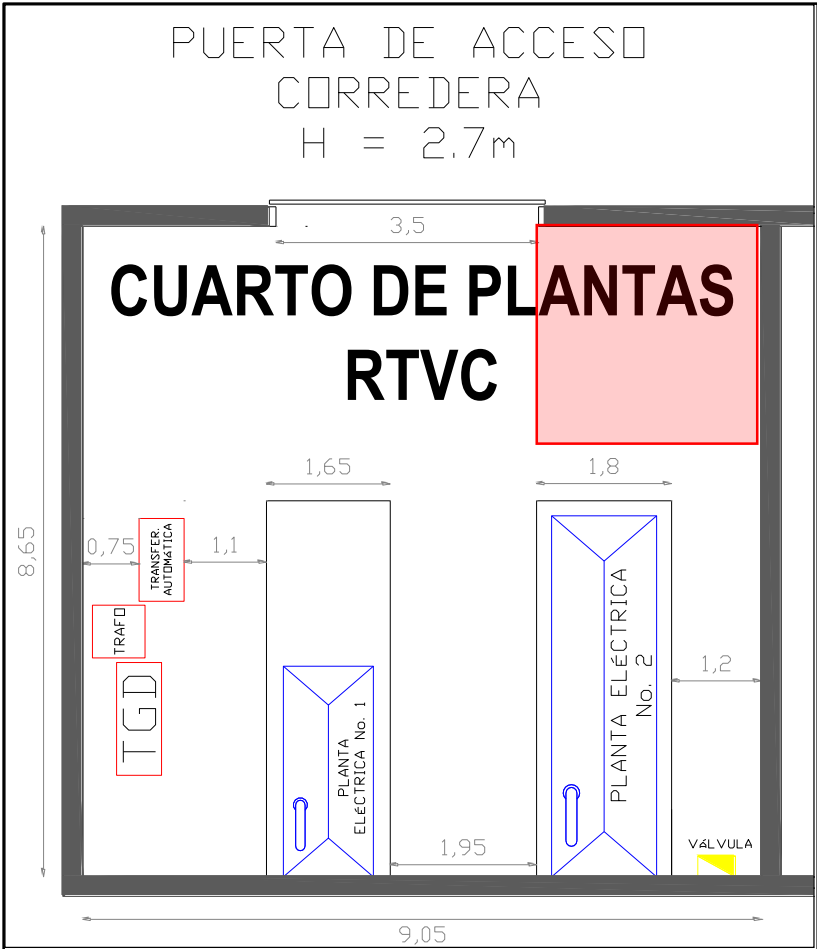 PUERTA DE ACCESO
CORREDERA
H = 2.7m
3,5
CUARTO DE PLANTAS
RTVC
1,65
1,8
8,65
0,75
TRANSFER.
AUTOMáTICA
1,1
TRAFO
TGD
PLANTA
ELéCTRICA No. 1
PLANTA ELéCTRICA
No. 2
1,2
1,95
VáLVULA
9,05